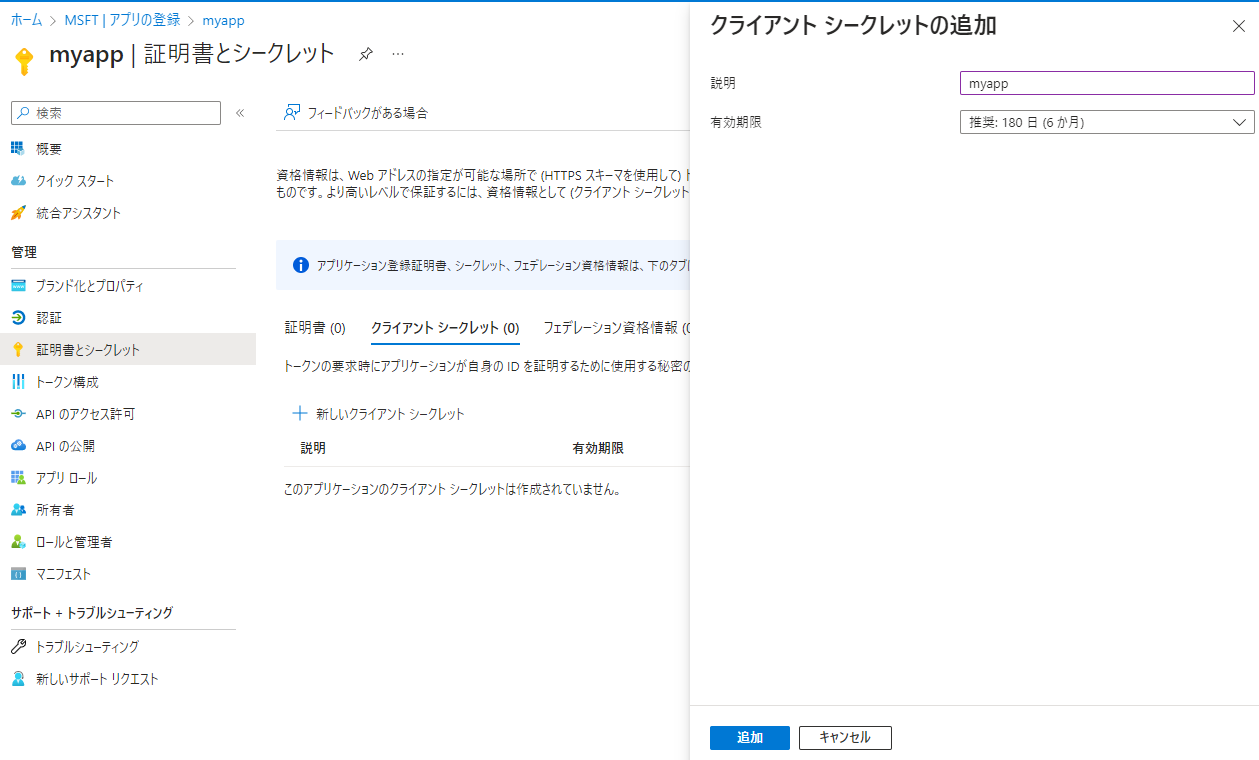 ホーム > MSFT | アプリの登録 > myapp
myapp | 証明書とシークレット
検索
概要
クイック スタート
統合アシスタント
管理
ブランド化とプロパティ
認証
証明書とシークレット
トークン構成
API のアクセス許可
API の公開
アプリ ロール
所有者
ロールと管理者
マニフェスト
サポート + トラブルシューティング
トラブルシューティング
新しいサポート リクエスト
フィードバックがある場合
資格情報は、Web アドレスの指定が可能な場所で (HTTPS スキーマを使用して) ト
ものです。より高いレベルで保証するには、資格情報として (クライアント シークレット
アプリケーション登録証明書、シークレット、フェデレーション資格情報は、下のタブに
証明書 (0) クライアント シークレット (0) フェデレーション資格情報 (0
トークンの要求時にアプリケーションが自身の ID を証明するために使用する秘密の
新しいクライアント シークレット
説明 有効期限
このアプリケーションのクライアント シークレットは作成されていません。
クライアント シークレットの追加
説明 myapp
有効期限 推奨: 180 日 (6 か月)
追加 キャンセル